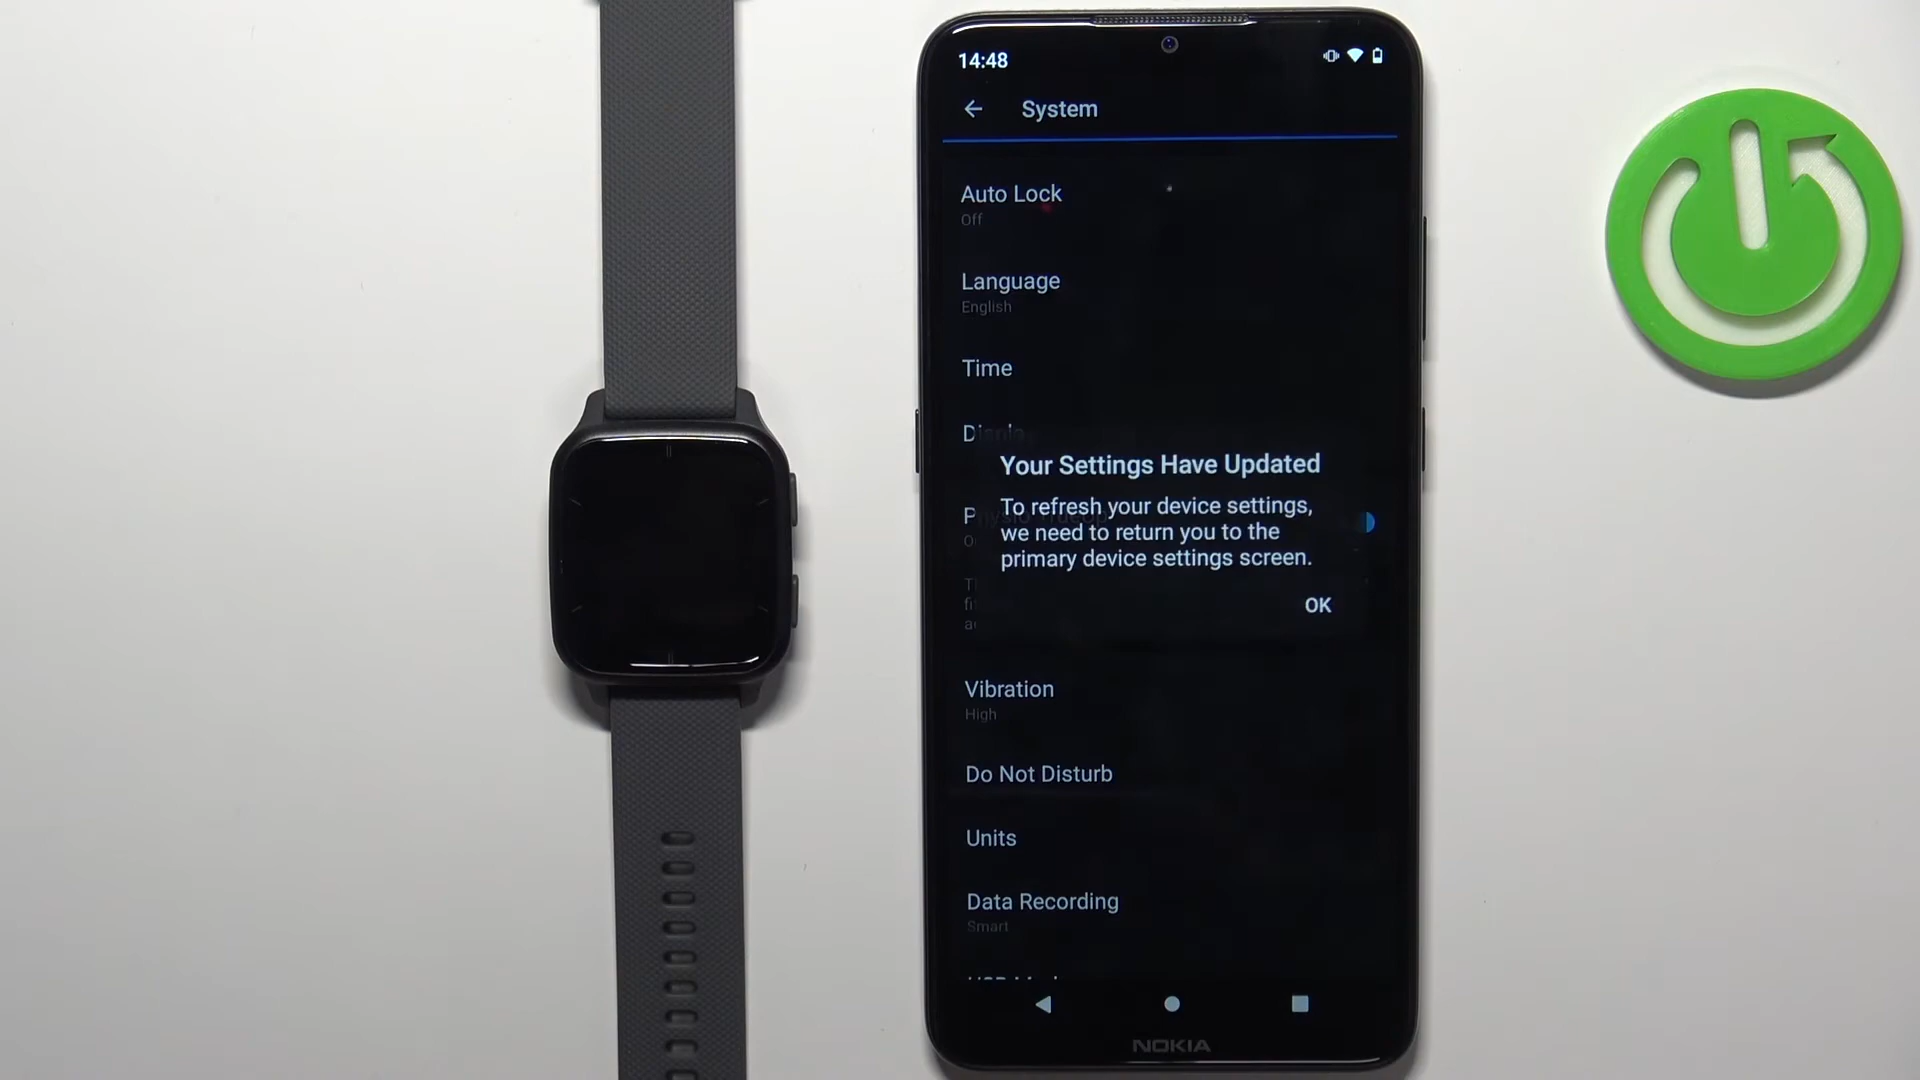 14:48
System
Auto Lock
Off
Language
English
Time
Your Settings Have Updated
To refresh your device settings,
we need to return you to the
primary device settings screen.
OK
Vibration
High
Do Not Disturb
Units
Data Recording
Smart
NOKIA